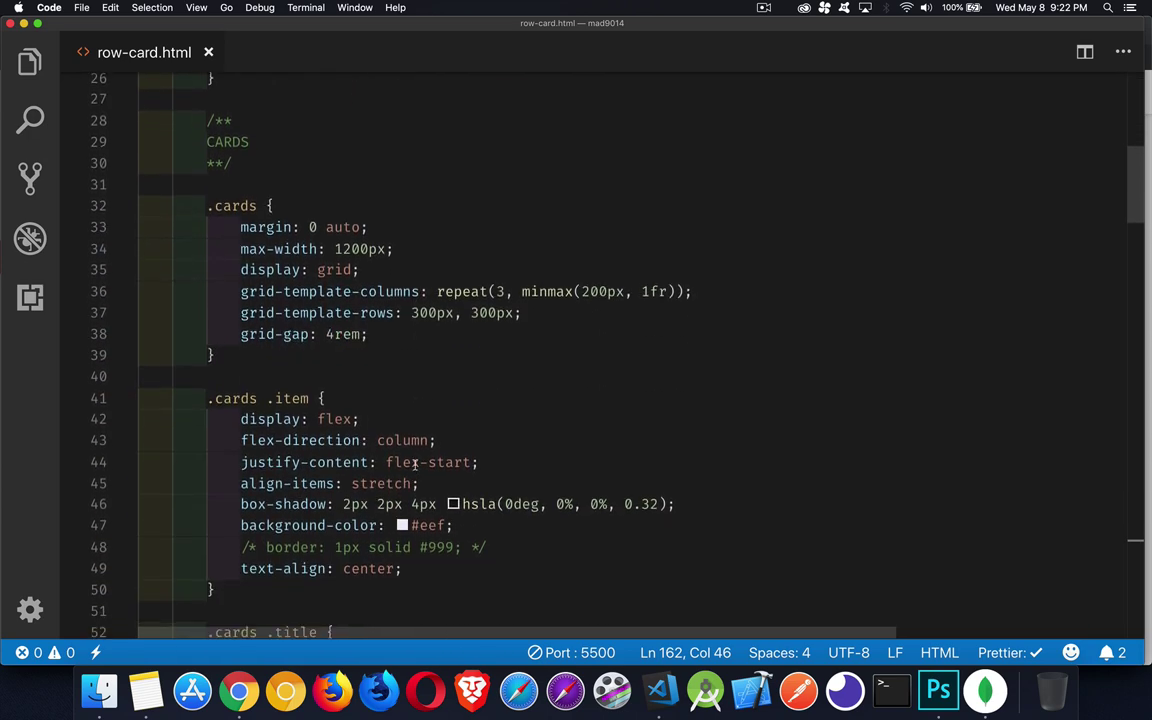 Code File Edit Selection View Go Debug Terminal Window Help 100% Wed May 8 9:22 PM
row-card.html — mad9014
row-card.html
26 }
27
28 /**
29 CARDS
30 **/
31
32 .cards {
33 margin: 0 auto;
34 max-width: 1200px;
35 display: grid;
36 grid-template-columns: repeat(3, minmax(200px, 1fr));
37 grid-template-rows: 300px, 300px;
38 grid-gap: 4rem;
39 }
40
41 .cards .item {
42 display: flex;
43 flex-direction: column;
44 justify-content: flex-start;
45 align-items: stretch;
46 box-shadow: 2px 2px 4px hsla(0deg, 0%, 0%, 0.32);
47 background-color: #eef;
48 /* border: 1px solid #999; */
49 text-align: center;
50 }
51
52 .cards .title {
0 0 Port : 5500 Ln 162, Col 46 Spaces: 4 UTF-8 LF HTML Prettier: ✓ 2
>_ Ps